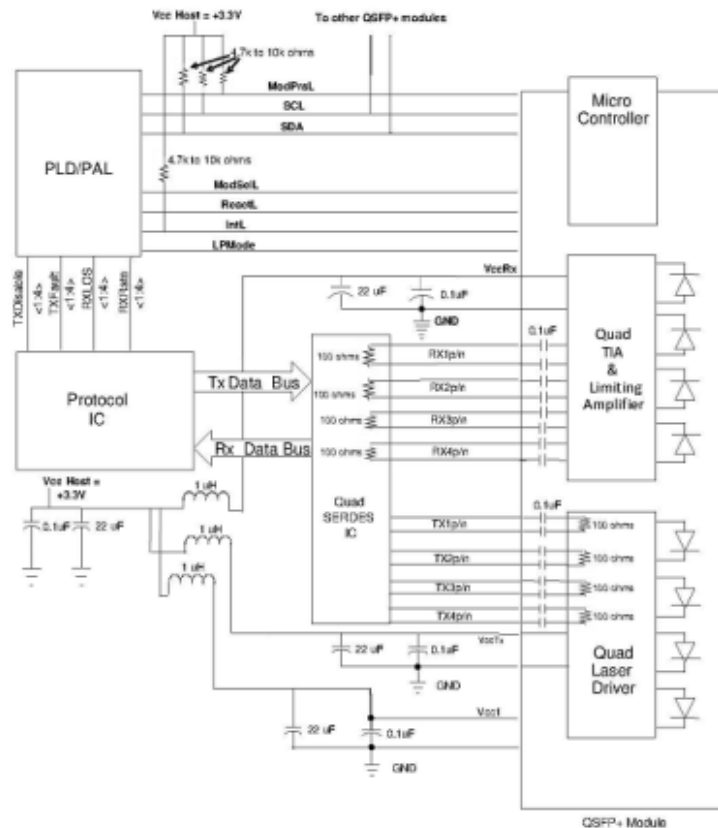 Vcc Host = +3.3V
To other QSFP+ modules
4.7k to 10k ohms
ModPrsL
SCL
SDA
Micro
Controller
PLD/PAL
4.7k to 10k ohms
ModSelL
ResetL
IntL
LPMode
TXDisable
<1:4>
TXFault
<1:4>
RXLOS
<1:4>
RXRate
<1:4>
VccRx
22 uF
0.1uF
GND
0.1uF
Quad
TIA
&
Limiting
Amplifier
100 ohms
RX1p/n
100 ohms
RX2p/n
100 ohms
RX3p/n
100 ohms
RX4p/n
Tx Data Bus
Protocol
IC
Rx Data Bus
Vcc Host =
+3.3V
1 uH
0.1uF
22 uF
1 uH
1 uH
Quad
SERDES
IC
0.1uF
TX1p/n
100 ohms
TX2p/n
100 ohms
TX3p/n
100 ohms
TX4p/n
100 ohms
VccTx
22 uF
0.1uF
GND
Quad
Laser
Driver
Vcc1
22 uF
0.1uF
GND
QSFP+ Module